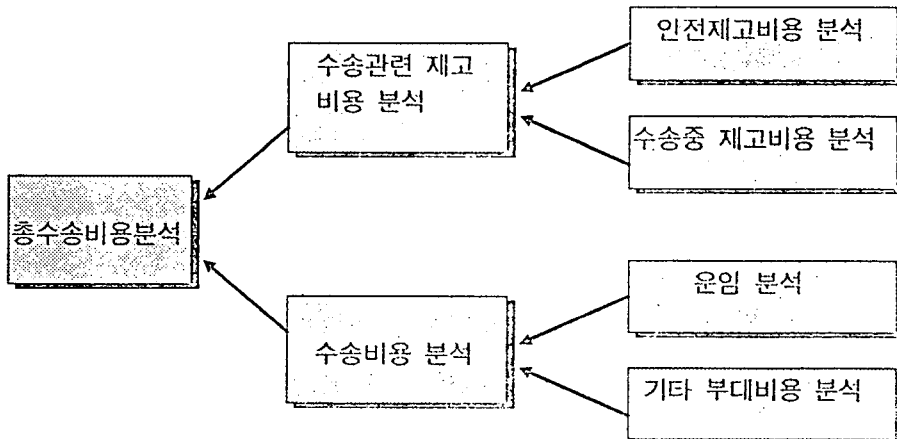 안전재고비용 분석
수송관련 재고
비용 분석
수송중 재고비용 분석
총수송비용분석
운임 분석
수송비용 분석
기타 부대비용 분석